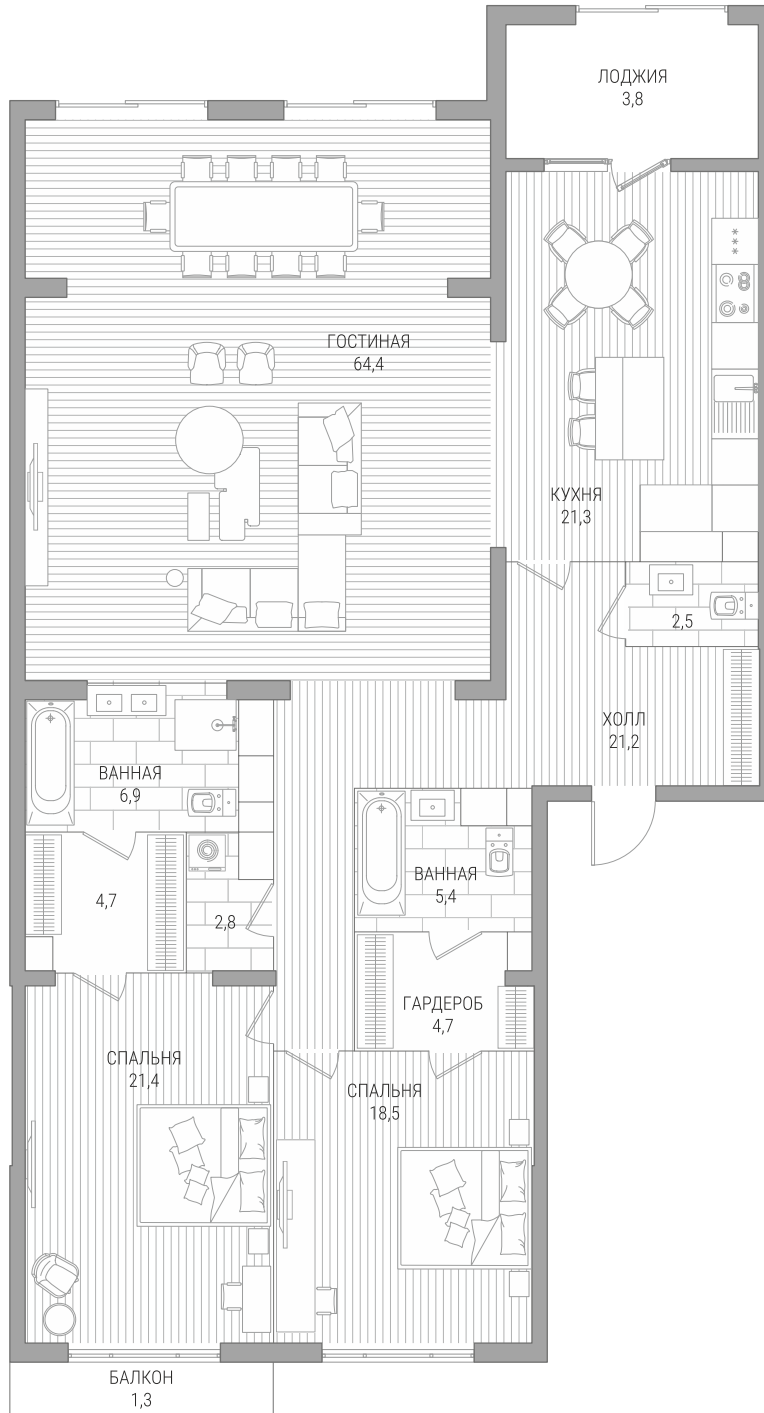 ЛОДЖИЯ
3,8
ГОСТИНАЯ
64,4
КУХНЯ
21,3
2,5
ХОЛЛ
21,2
ВАННАЯ
6,9
ВАННАЯ
5,4
4,7
2,8
ГАРДЕРОБ
4,7
СПАЛЬНЯ
21,4
СПАЛЬНЯ
18,5
БАЛКОН
1,3